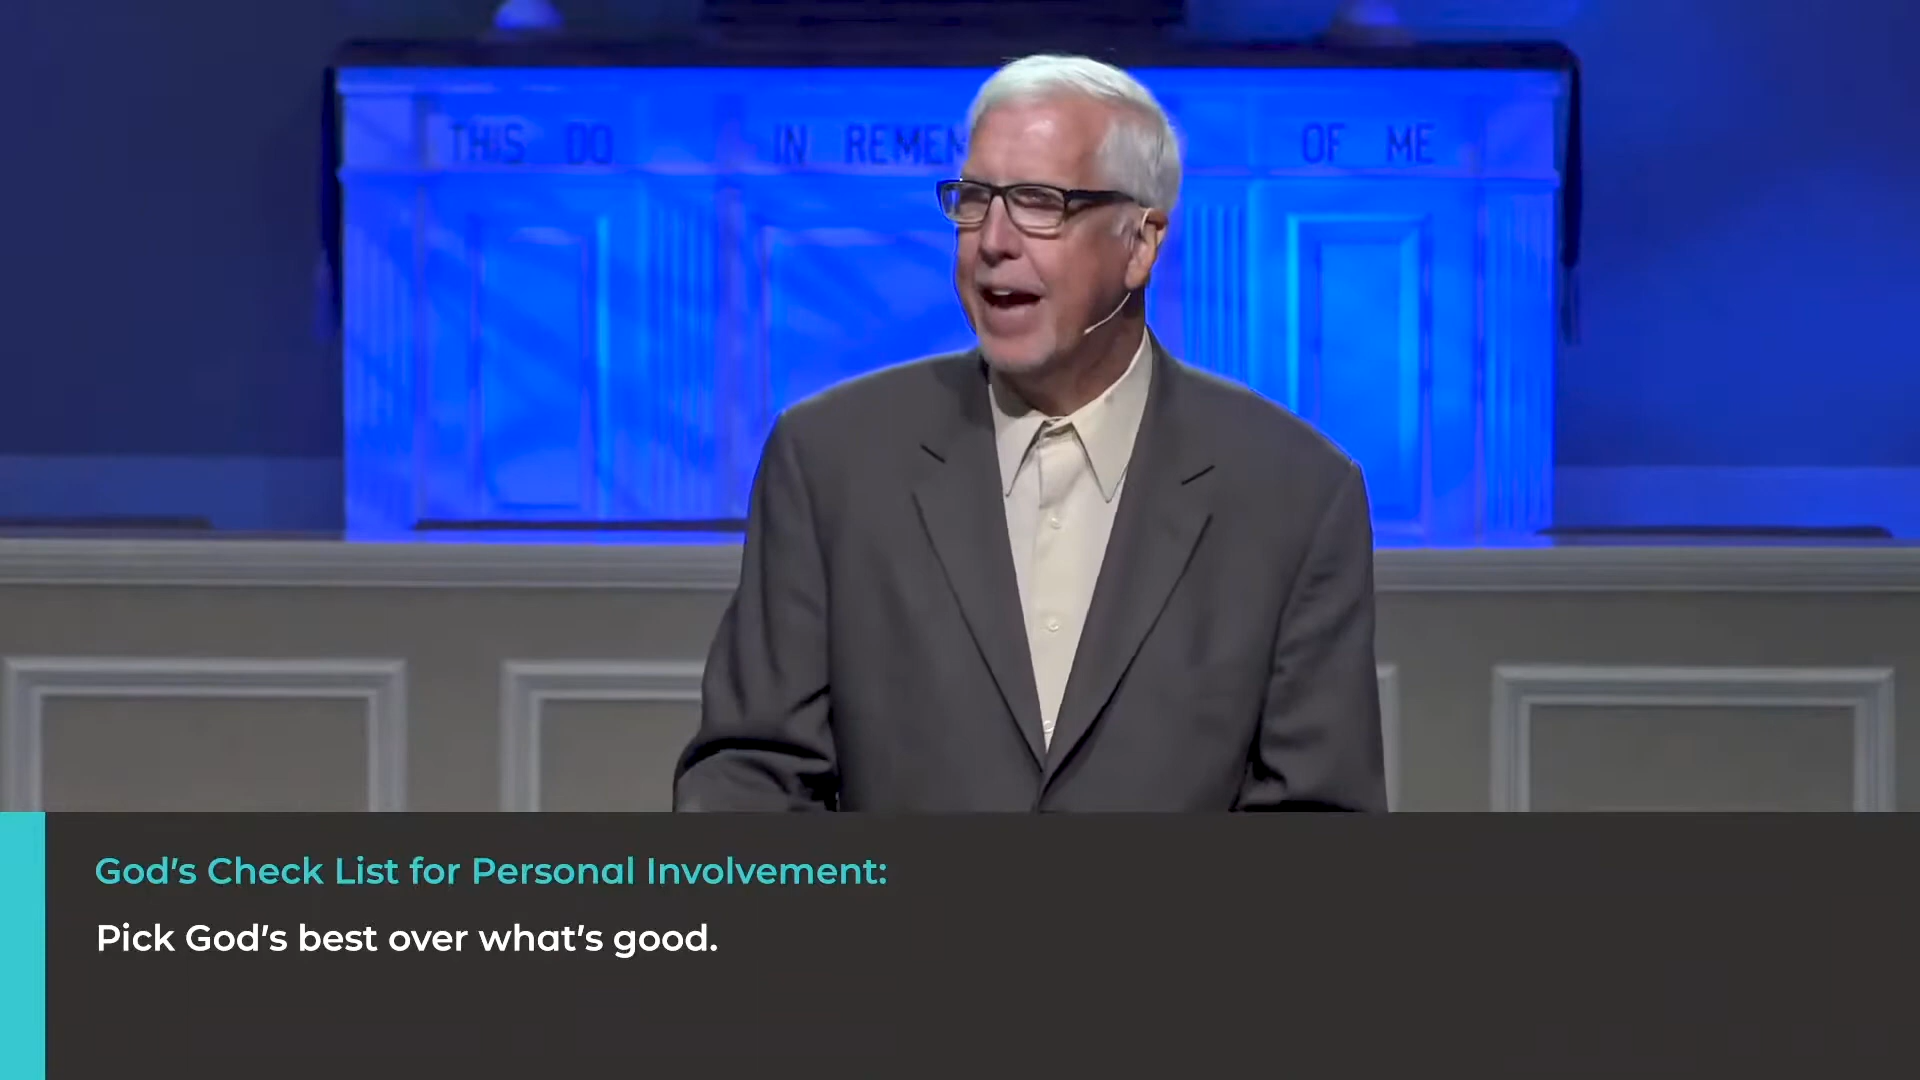 THIS DO IN REMEM OF ME
God's Check List for Personal Involvement:
Pick God's best over what's good.